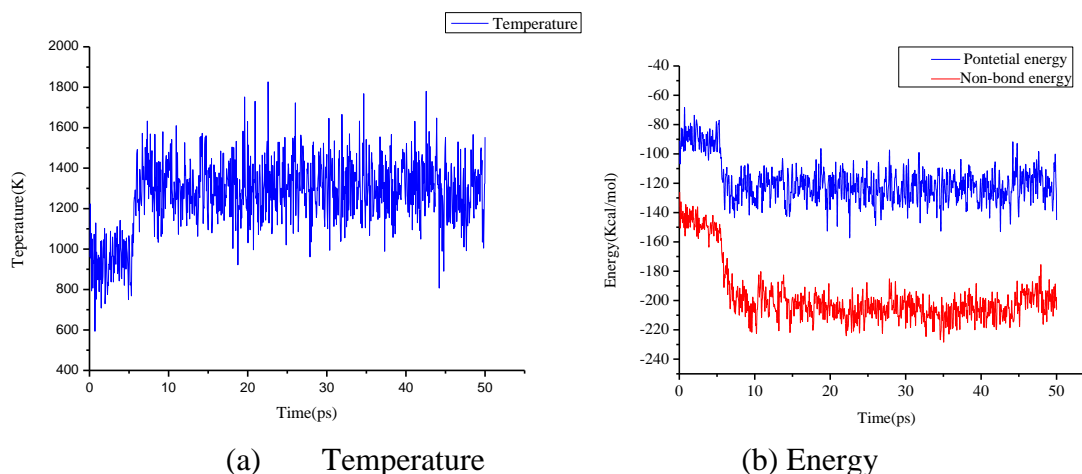 Temperature
2000
1800
1600
1400
1200
1000
800
600
400
0 10 20 30 40 50
Teperature(K)
Time(ps)
(a) Temperature
Pontetial energy
Non-bond energy
-40
-60
-80
-100
-120
-140
-160
-180
-200
-220
-240
0 10 20 30 40 50
Energy(Kcal/mol)
Time(ps)
(b) Energy